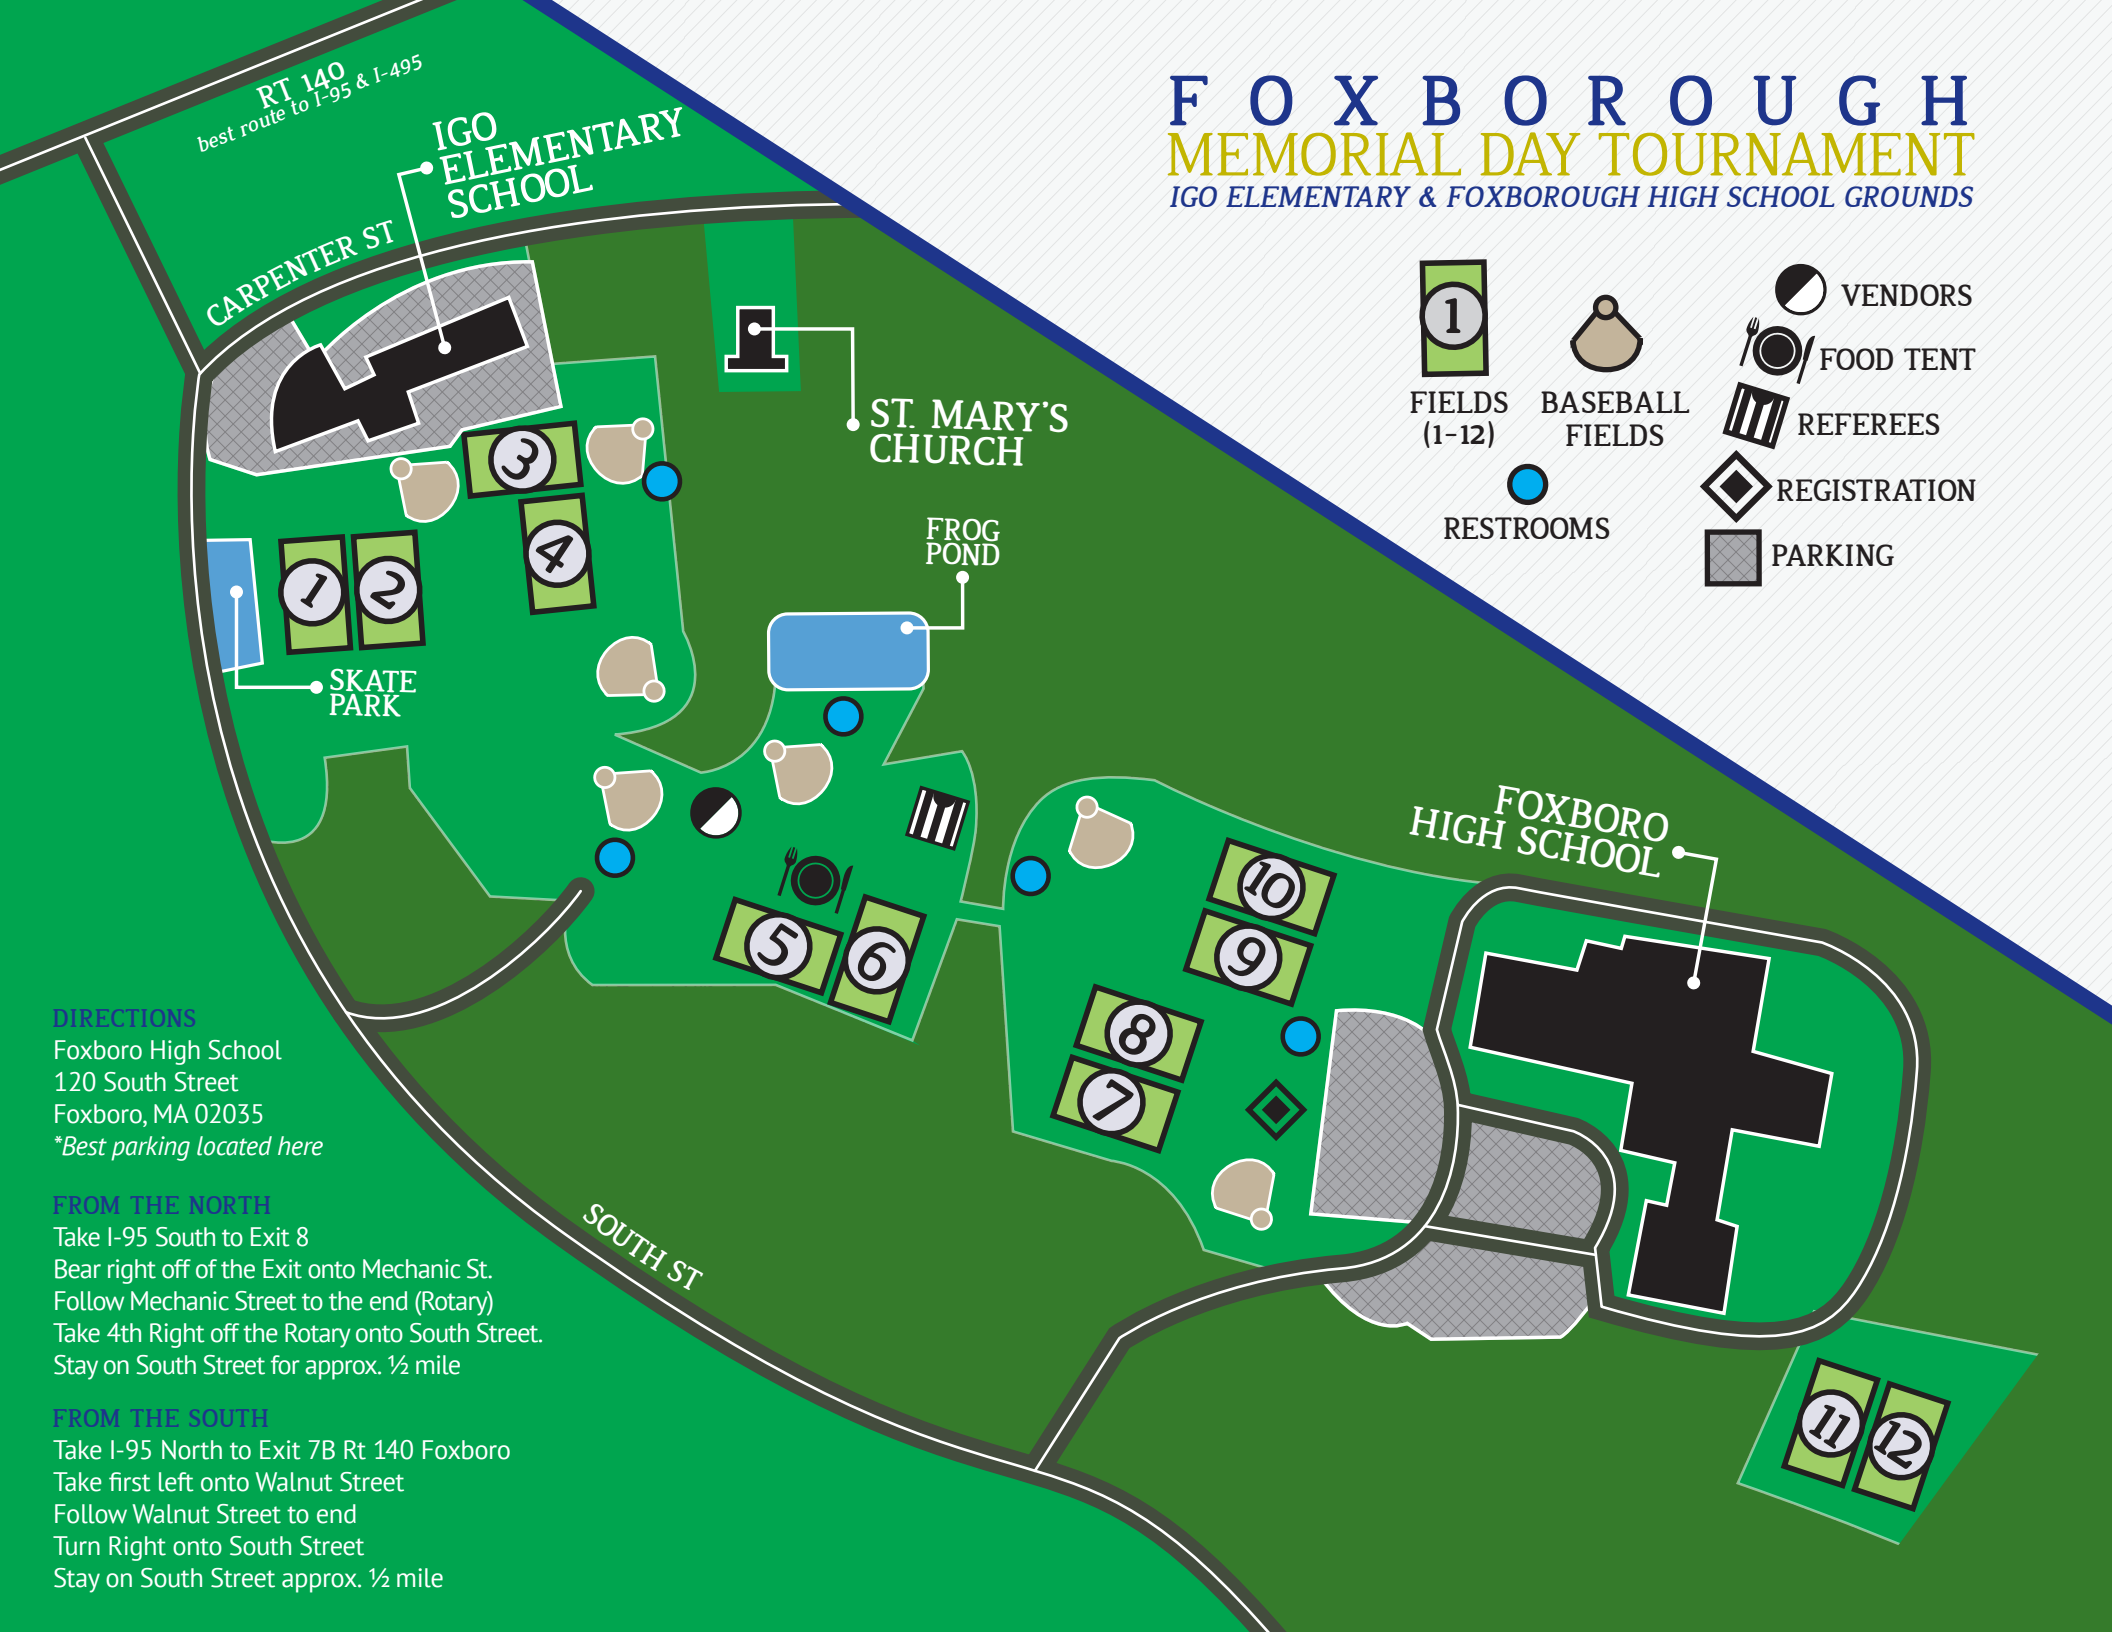 FOXBOROUGH
MEMORIAL DAY TOURNAMENT
IGO ELEMENTARY & FOXBOROUGH HIGH SCHOOL GROUNDS
1
FIELDS
(1-12)
BASEBALL
FIELDS
RESTROOMS
VENDORS
FOOD TENT
REFEREES
REGISTRATION
PARKING
RT 140
best route to I-95 & I-495
IGO
ELEMENTARY
SCHOOL
CARPENTER ST
ST. MARY'S
CHURCH
FROG
POND
3
4
1
2
SKATE
PARK
5
6
10
9
8
7
FOXBORO
HIGH SCHOOL
11
12
SOUTH ST
DIRECTIONS
Foxboro High School
120 South Street
Foxboro, MA 02035
*Best parking located here
FROM THE NORTH
Take I-95 South to Exit 8
Bear right off of the Exit onto Mechanic St.
Follow Mechanic Street to the end (Rotary)
Take 4th Right off the Rotary onto South Street.
Stay on South Street for approx. ½ mile
FROM THE SOUTH
Take I-95 North to Exit 7B Rt 140 Foxboro
Take first left onto Walnut Street
Follow Walnut Street to end
Turn Right onto South Street
Stay on South Street approx. ½ mile